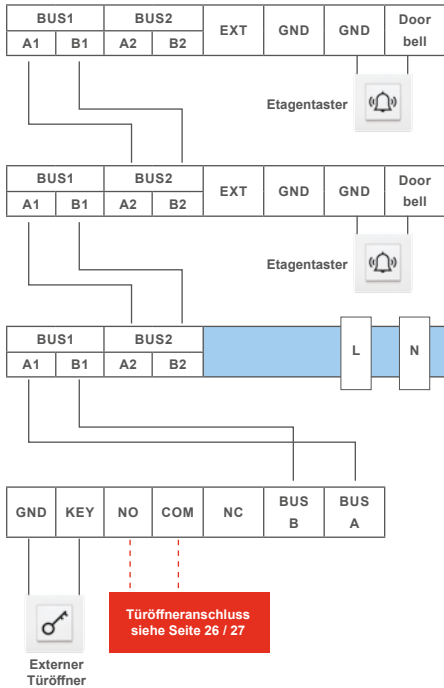 BUS1 BUS2 EXT GND GND Door
bell
A1 B1 A2 B2
Etagentaster
BUS1 BUS2 EXT GND GND Door
bell
A1 B1 A2 B2
Etagentaster
BUS1 BUS2 L N
A1 B1 A2 B2
GND KEY NO COM NC BUS
B
BUS
A
Türöffneranschluss
siehe Seite 26 / 27
Externer
Türöffner